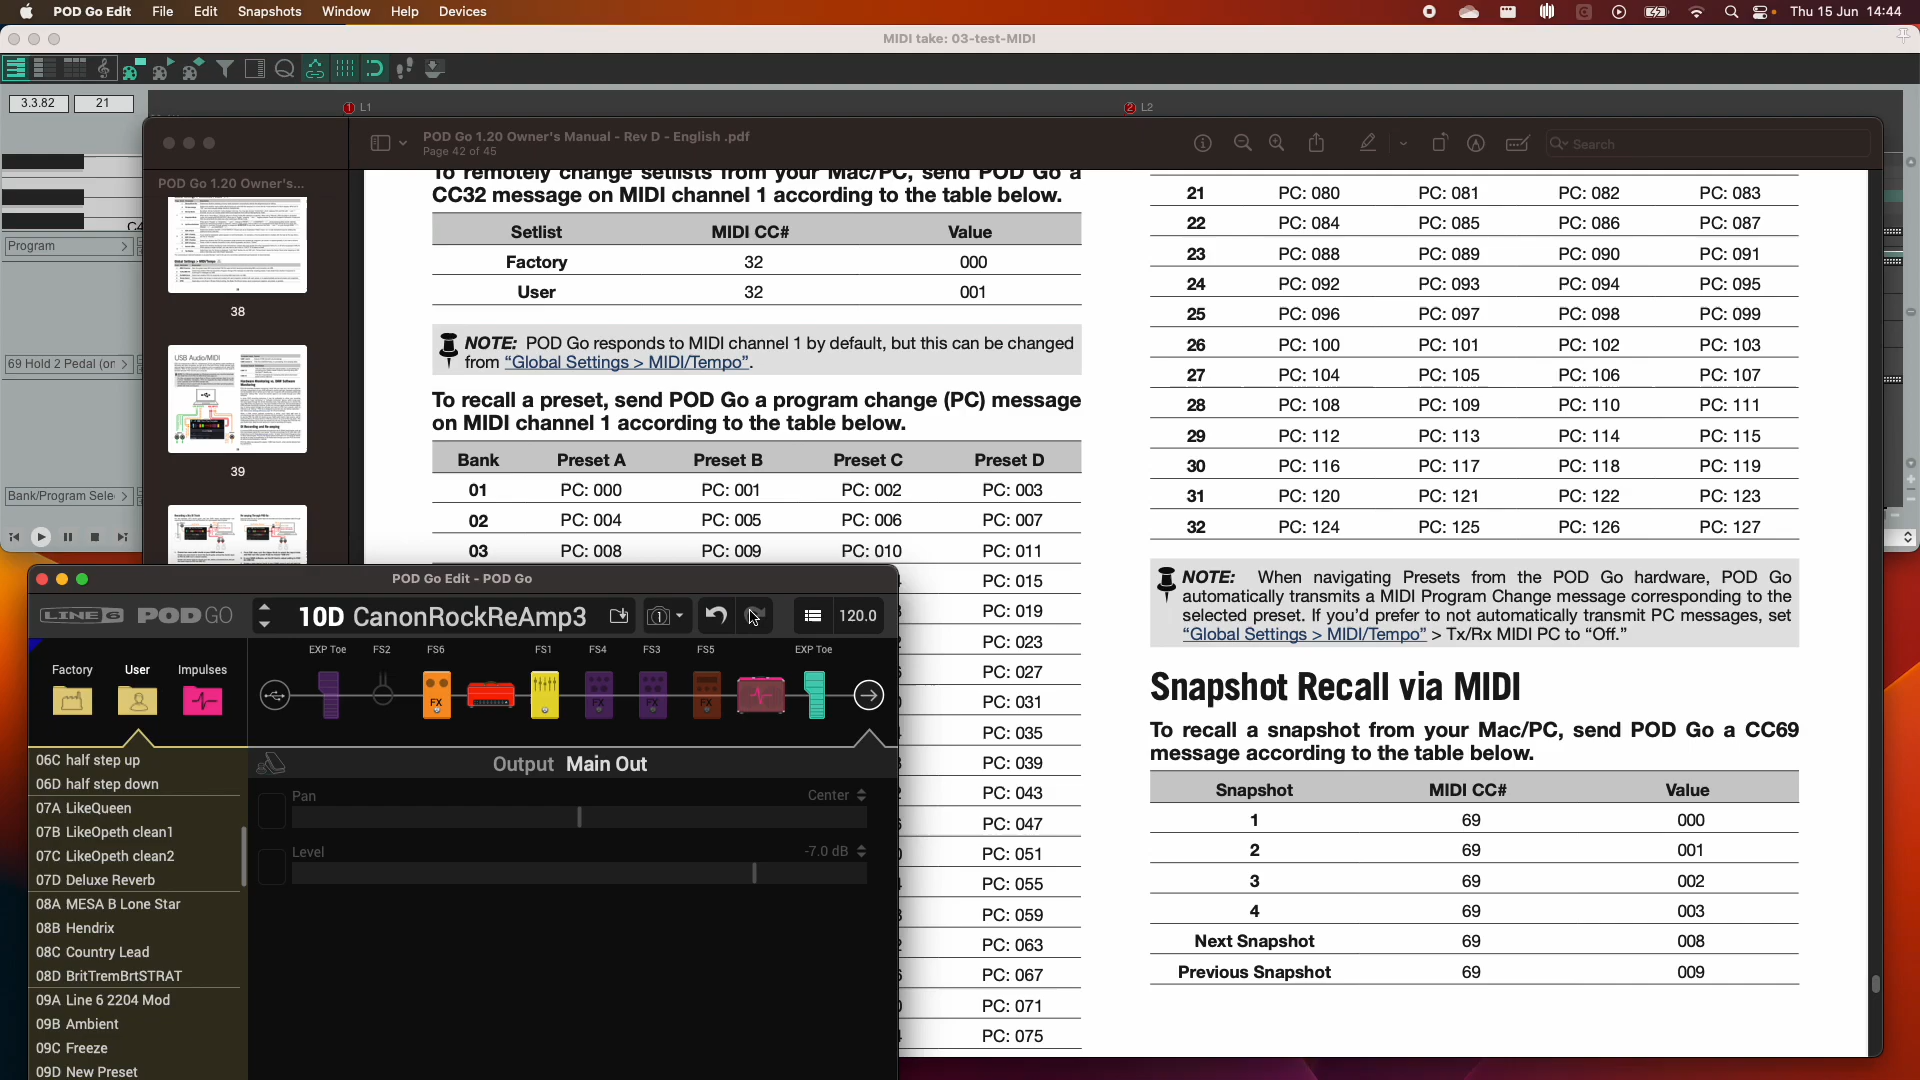 POD Go Edit File Edit Snapshots Window Help Devices Thu 15 Jun 14:44
MIDI take: 03-test-MIDI
3.3.82 21
1 L1 2 L2
C4
Program >
69 Hold 2 Pedal (or >
Bank/Program Sele >
POD Go 1.20 Owner's Manual - Rev D - English .pdf
Page 42 of 45
Search
POD Go 1.20 Owner's...
38
USB Audio/MIDI
39
To remotely change setlists from your Mac/PC, send POD Go a
CC32 message on MIDI channel 1 according to the table below.
Setlist MIDI CC# Value
Factory 32 000
User 32 001
NOTE: POD Go responds to MIDI channel 1 by default, but this can be changed
from “Global Settings > MIDI/Tempo”.
To recall a preset, send POD Go a program change (PC) message
on MIDI channel 1 according to the table below.
Bank Preset A Preset B Preset C Preset D
01 PC: 000 PC: 001 PC: 002 PC: 003
02 PC: 004 PC: 005 PC: 006 PC: 007
03 PC: 008 PC: 009 PC: 010 PC: 011
PC: 015
PC: 019
PC: 023
PC: 027
PC: 031
PC: 035
PC: 039
PC: 043
PC: 047
PC: 051
PC: 055
PC: 059
PC: 063
PC: 067
PC: 071
PC: 075
21 PC: 080 PC: 081 PC: 082 PC: 083
22 PC: 084 PC: 085 PC: 086 PC: 087
23 PC: 088 PC: 089 PC: 090 PC: 091
24 PC: 092 PC: 093 PC: 094 PC: 095
25 PC: 096 PC: 097 PC: 098 PC: 099
26 PC: 100 PC: 101 PC: 102 PC: 103
27 PC: 104 PC: 105 PC: 106 PC: 107
28 PC: 108 PC: 109 PC: 110 PC: 111
29 PC: 112 PC: 113 PC: 114 PC: 115
30 PC: 116 PC: 117 PC: 118 PC: 119
31 PC: 120 PC: 121 PC: 122 PC: 123
32 PC: 124 PC: 125 PC: 126 PC: 127
NOTE: When navigating Presets from the POD Go hardware, POD Go
automatically transmits a MIDI Program Change message corresponding to the
selected preset. If you'd prefer to not automatically transmit PC messages, set
“Global Settings > MIDI/Tempo” > Tx/Rx MIDI PC to “Off.”
Snapshot Recall via MIDI
To recall a snapshot from your Mac/PC, send POD Go a CC69
message according to the table below.
Snapshot MIDI CC# Value
1 69 000
2 69 001
3 69 002
4 69 003
Next Snapshot 69 008
Previous Snapshot 69 009
POD Go Edit - POD Go
LINE 6 POD GO 10D CanonRockReAmp3 1 120.0
EXP Toe FS2 FS6 FS1 FS4 FS3 FS5 EXP Toe
Factory User Impulses
FX FX FX FX FX
Output Main Out
Pan Center
Level -7.0 dB
06C half step up
06D half step down
07A LikeQueen
07B LikeOpeth clean1
07C LikeOpeth clean2
07D Deluxe Reverb
08A MESA B Lone Star
08B Hendrix
08C Country Lead
08D BritTremBrtSTRAT
09A Line 6 2204 Mod
09B Ambient
09C Freeze
09D New Preset